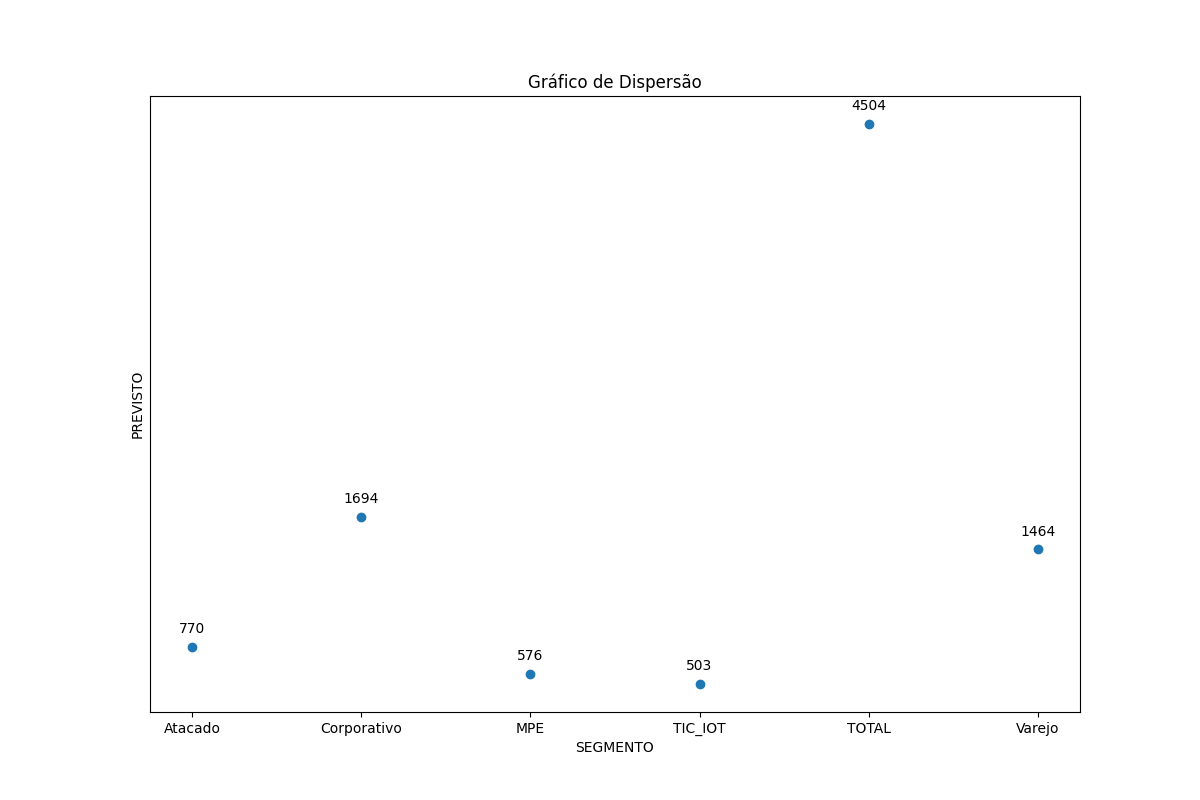 Gráfico de Dispersão
4504
1694
1464
770
576
503
PREVISTO
Atacado Corporativo MPE TIC_IOT TOTAL Varejo
SEGMENTO